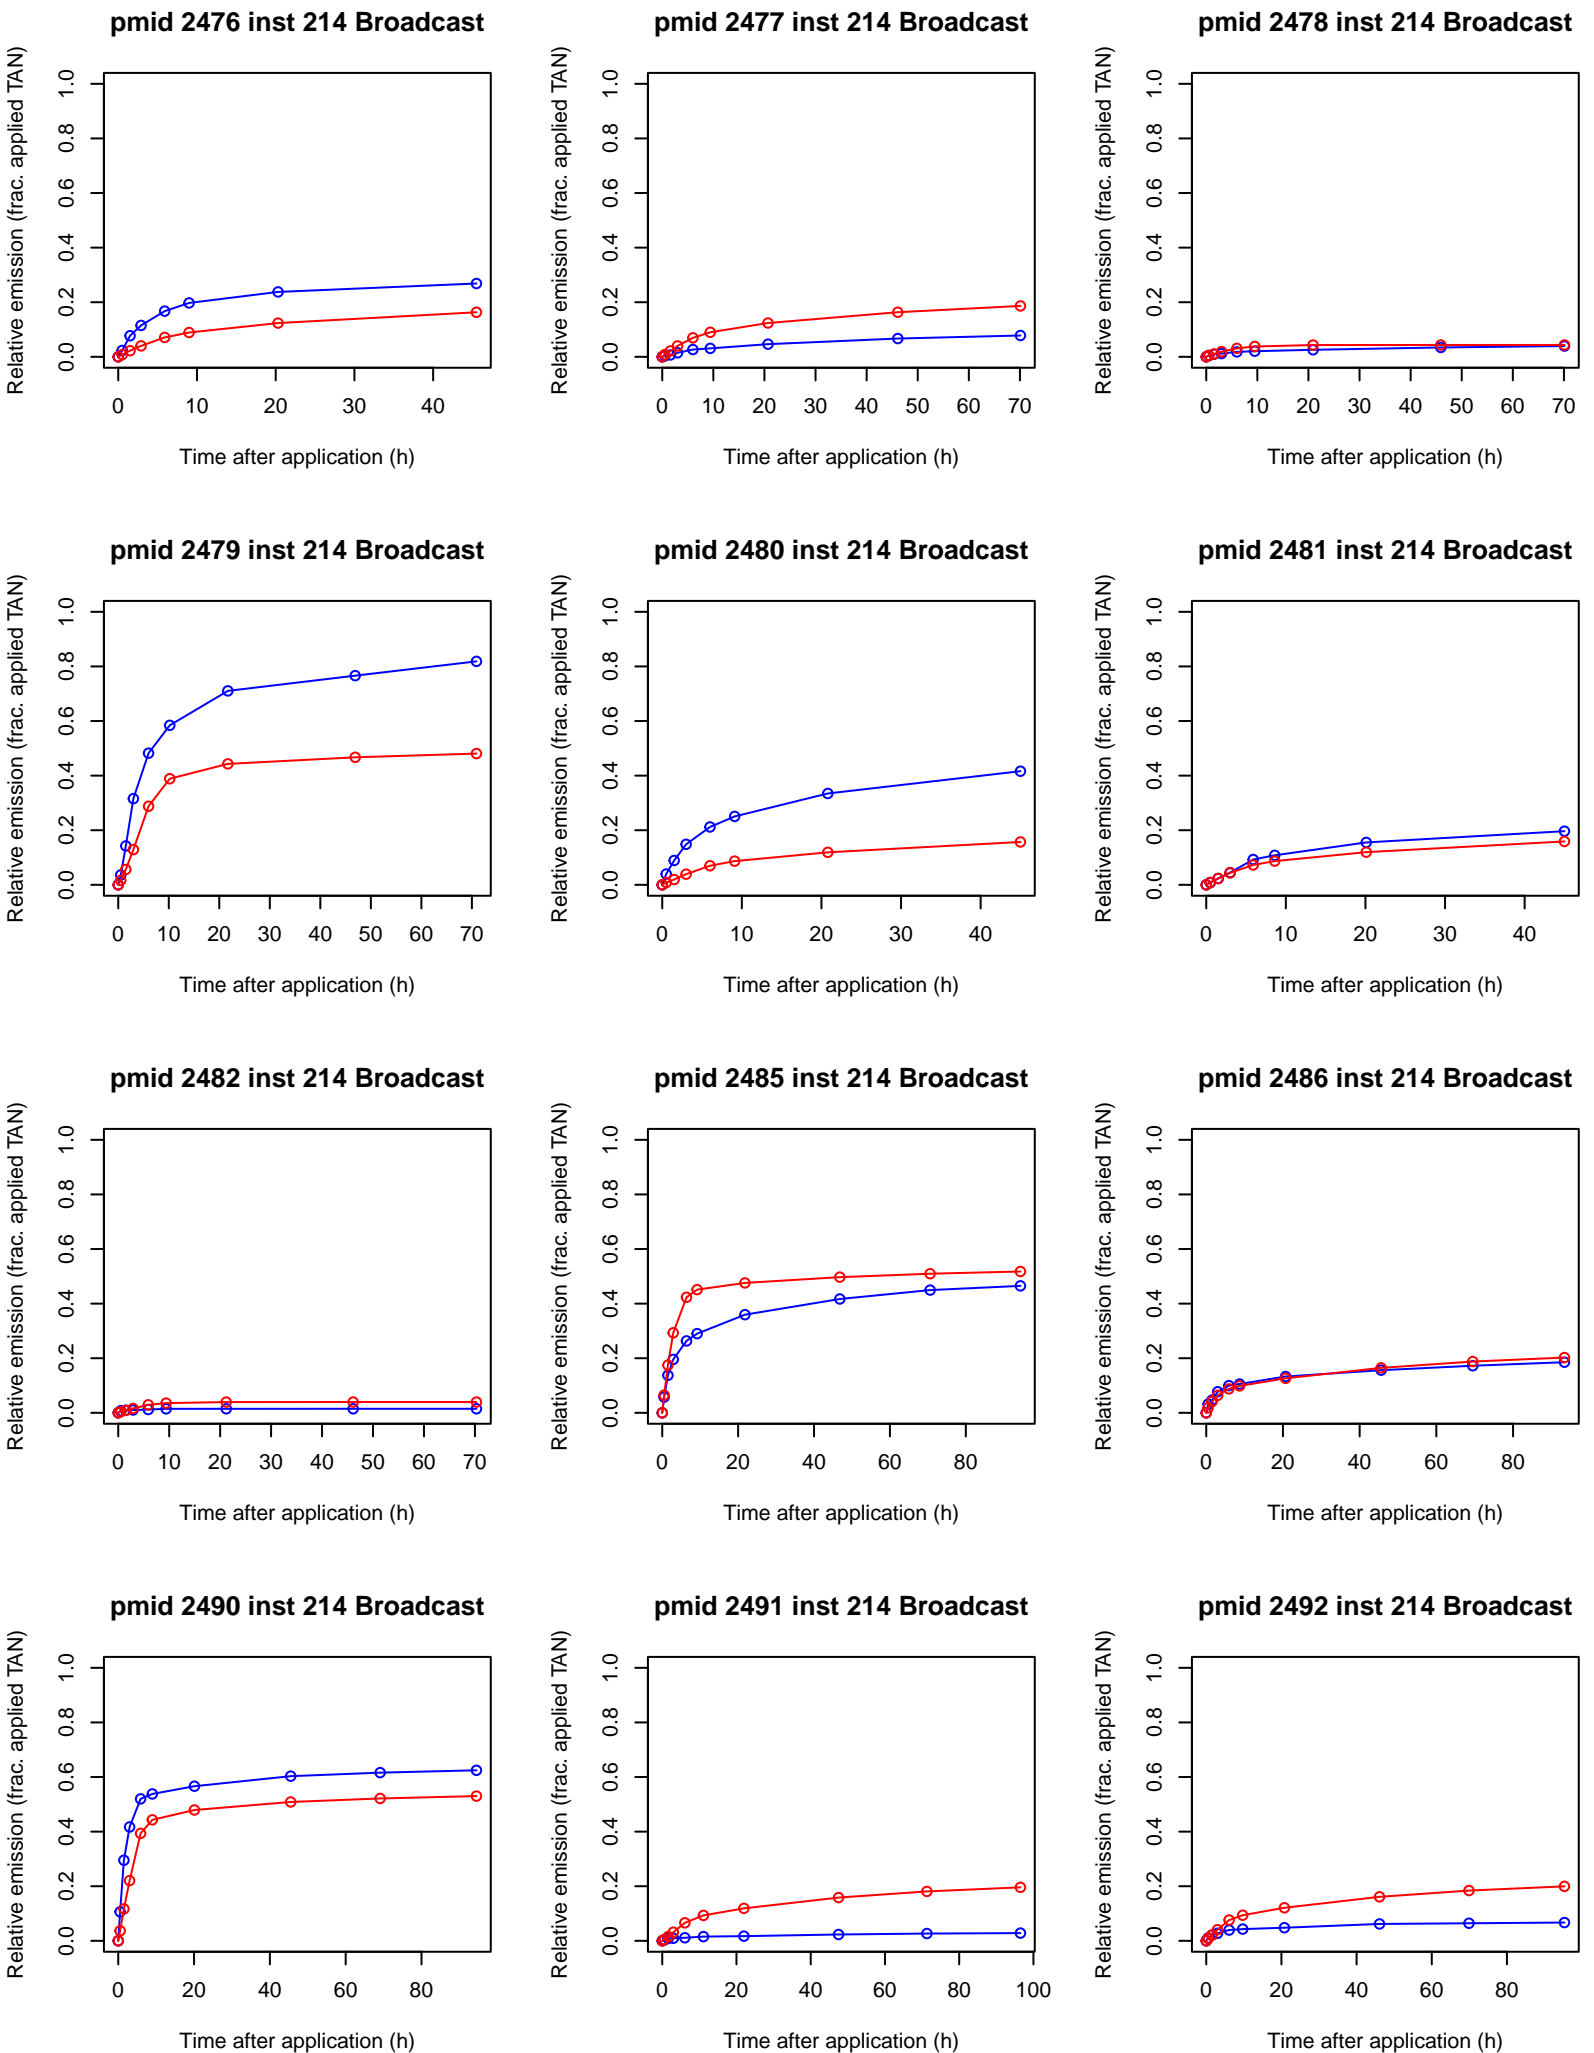 pmid 2476 inst 214 Broadcast
Relative emission (frac. applied TAN)
1.0
0.8
0.6
0.4
0.2
0.0
0 10 20 30 40
Time after application (h)
pmid 2477 inst 214 Broadcast
Relative emission (frac. applied TAN)
1.0
0.8
0.6
0.4
0.2
0.0
0 10 20 30 40 50 60 70
Time after application (h)
pmid 2478 inst 214 Broadcast
Relative emission (frac. applied TAN)
1.0
0.8
0.6
0.4
0.2
0.0
0 10 20 30 40 50 60 70
Time after application (h)
pmid 2479 inst 214 Broadcast
Relative emission (frac. applied TAN)
1.0
0.8
0.6
0.4
0.2
0.0
0 10 20 30 40 50 60 70
Time after application (h)
pmid 2480 inst 214 Broadcast
Relative emission (frac. applied TAN)
1.0
0.8
0.6
0.4
0.2
0.0
0 10 20 30 40
Time after application (h)
pmid 2481 inst 214 Broadcast
Relative emission (frac. applied TAN)
1.0
0.8
0.6
0.4
0.2
0.0
0 10 20 30 40
Time after application (h)
pmid 2482 inst 214 Broadcast
Relative emission (frac. applied TAN)
1.0
0.8
0.6
0.4
0.2
0.0
0 10 20 30 40 50 60 70
Time after application (h)
pmid 2485 inst 214 Broadcast
Relative emission (frac. applied TAN)
1.0
0.8
0.6
0.4
0.2
0.0
0 20 40 60 80
Time after application (h)
pmid 2486 inst 214 Broadcast
Relative emission (frac. applied TAN)
1.0
0.8
0.6
0.4
0.2
0.0
0 20 40 60 80
Time after application (h)
pmid 2490 inst 214 Broadcast
Relative emission (frac. applied TAN)
1.0
0.8
0.6
0.4
0.2
0.0
0 20 40 60 80
Time after application (h)
pmid 2491 inst 214 Broadcast
Relative emission (frac. applied TAN)
1.0
0.8
0.6
0.4
0.2
0.0
0 20 40 60 80 100
Time after application (h)
pmid 2492 inst 214 Broadcast
Relative emission (frac. applied TAN)
1.0
0.8
0.6
0.4
0.2
0.0
0 20 40 60 80
Time after application (h)